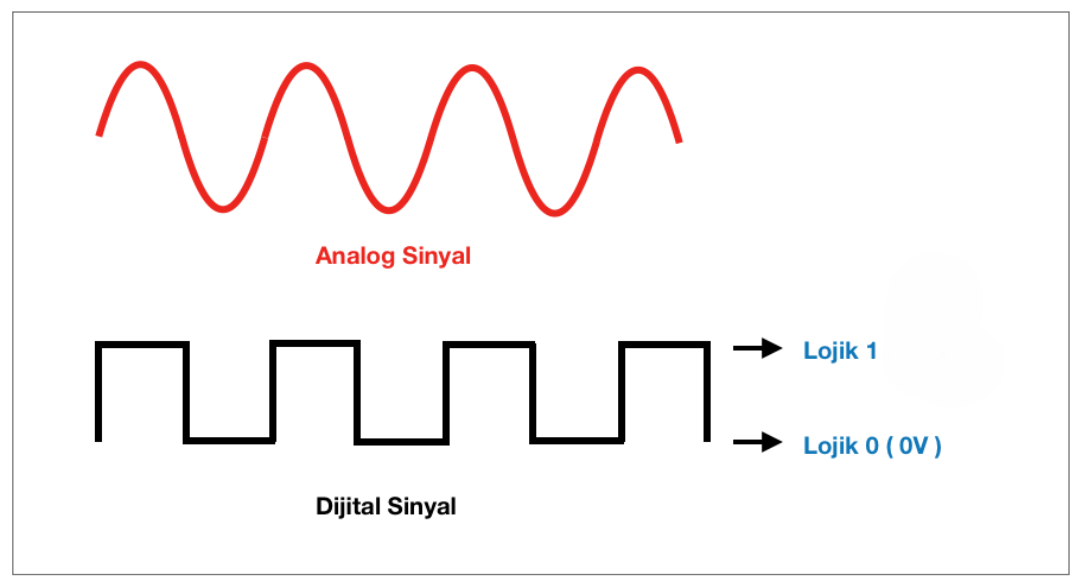 Analog Sinyal
Lojik 1
Lojik 0 ( 0V )
Dijital Sinyal